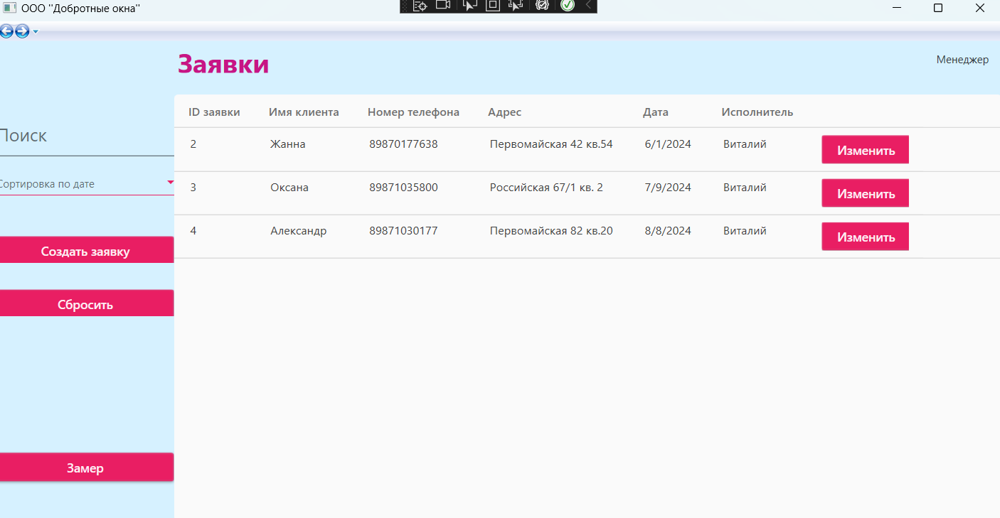 ООО "Добротные окна"
Заявки
Менеджер
Поиск
Сортировка по дате
Создать заявку
Сбросить
Замер
ID заявки Имя клиента Номер телефона Адрес Дата Исполнитель
2 Жанна 89870177638 Первомайская 42 кв.54 6/1/2024 Виталий Изменить
3 Оксана 89871035800 Российская 67/1 кв. 2 7/9/2024 Виталий Изменить
4 Александр 89871030177 Первомайская 82 кв.20 8/8/2024 Виталий Изменить